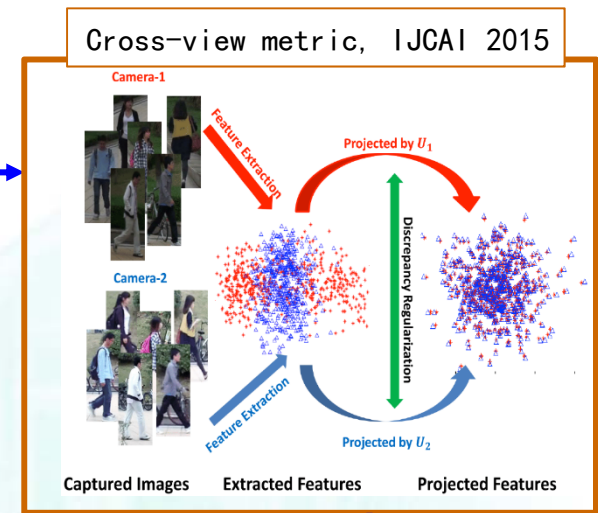 Cross-view metric, IJCAI 2015
Camera-1
Feature Extraction
Projected by U₁
Discrepancy Regularization
Camera-2
Feature Extraction
Projected by U₂
Captured Images Extracted Features Projected Features